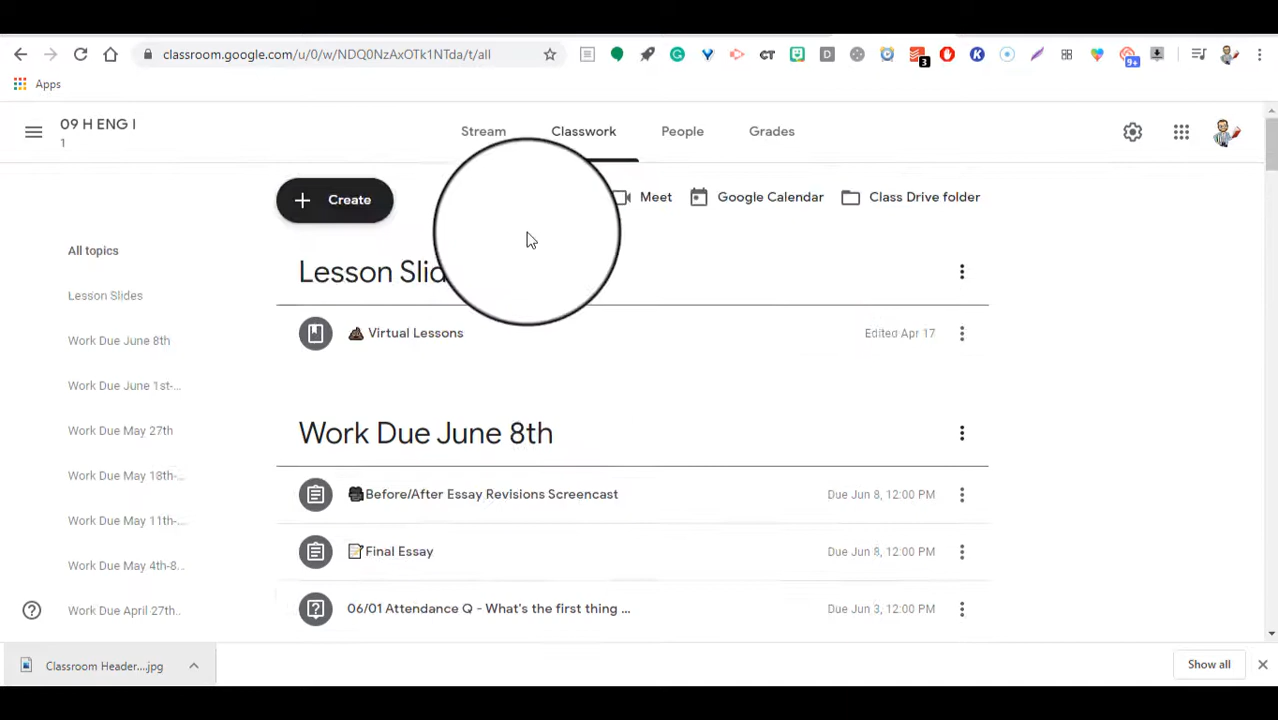 classroom.google.com/u/0/w/NDQ0NzAxOTk1NTda/t/all
CT
D
3
K
9+
Apps
09 H ENG I
1
Stream
Classwork
People
Grades
Create
Meet
Google Calendar
Class Drive folder
All topics
Lesson Slides
Work Due June 8th
Work Due June 1st-...
Work Due May 27th
Work Due May 18th-...
Work Due May 11th-...
Work Due May 4th-8...
Work Due April 27th..
Lesson Slid
Virtual Lessons
Edited Apr 17
Work Due June 8th
Before/After Essay Revisions Screencast
Due Jun 8, 12:00 PM
Final Essay
Due Jun 8, 12:00 PM
06/01 Attendance Q - What's the first thing ...
Due Jun 3, 12:00 PM
Classroom Header....jpg
Show all